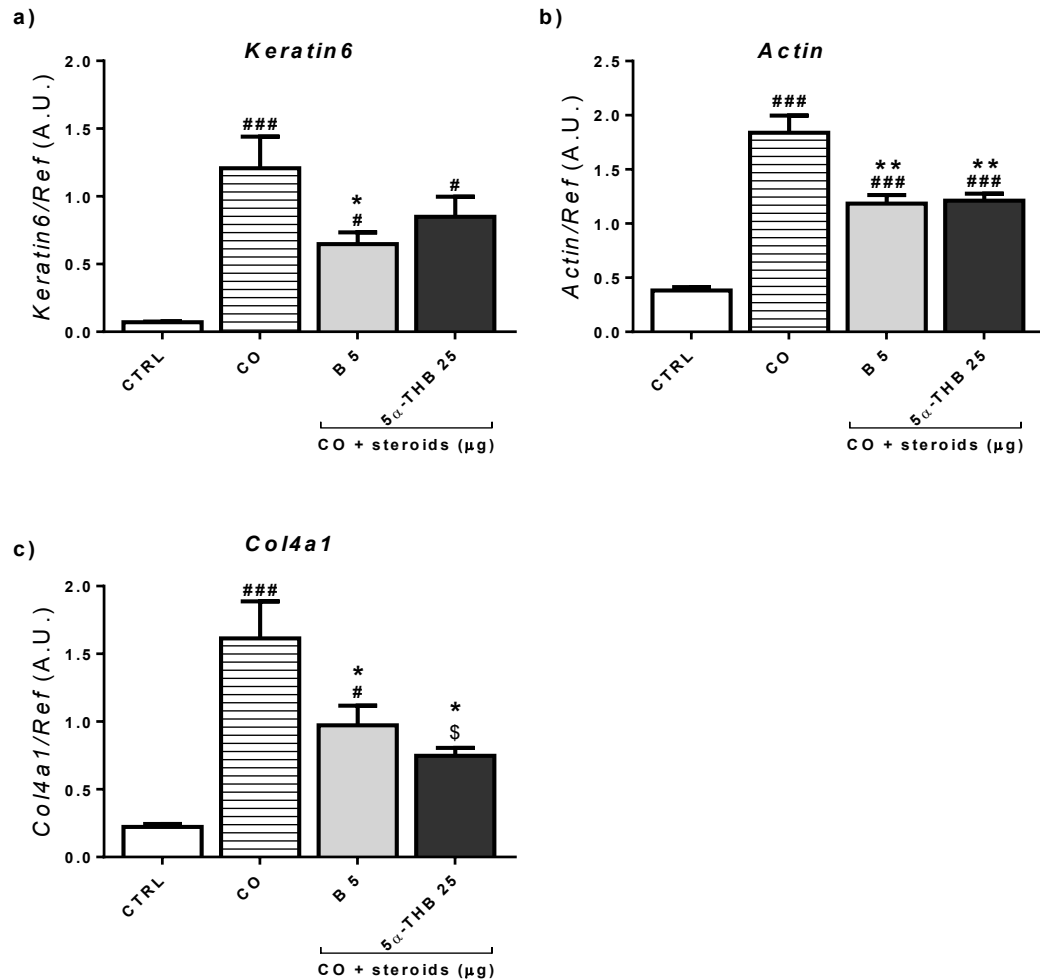 a)
Keratin6
Keratin6/Ref (A.U.)
2.0
1.5
1.0
0.5
0.0
###
*
#
#
CTRL
CO
B 5
5α-THB 25
CO + steroids (μg)
b)
Actin
Actin/Ref (A.U.)
2.5
2.0
1.5
1.0
0.5
0.0
###
**
###
**
###
CTRL
CO
B 5
5α-THB 25
CO + steroids (μg)
c)
Col4a1
Col4a1/Ref (A.U.)
2.0
1.5
1.0
0.5
0.0
###
*
#
*
$
CTRL
CO
B 5
5α-THB 25
CO + steroids (μg)